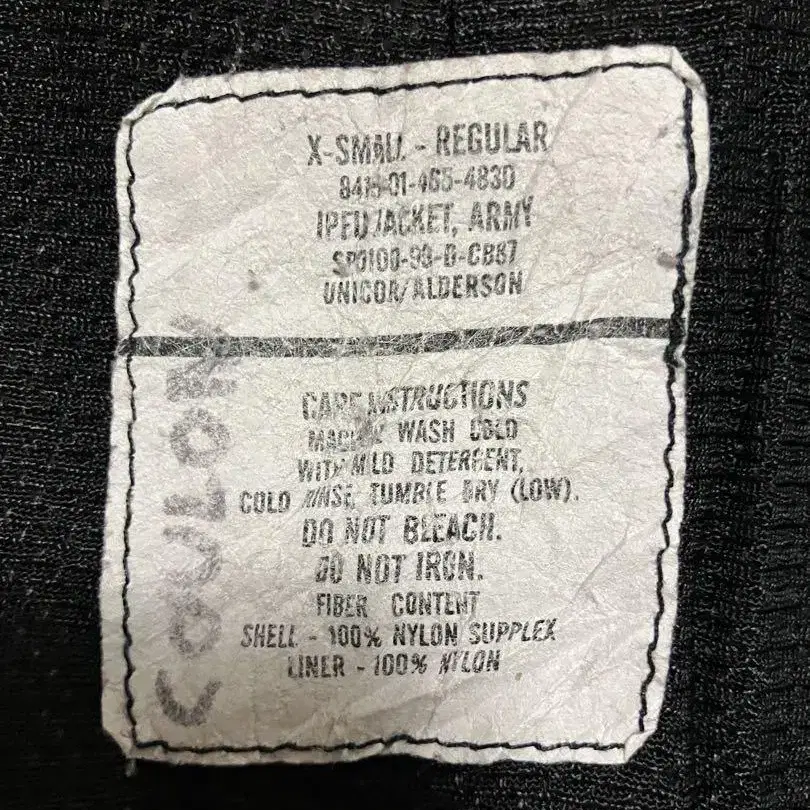 X-SMALL - REGULAR
8415-01-465-4830
IPFU JACKET, ARMY
SP0100-99-D-CB87
UNICOR/ALDERSON
CARE INSTRUCTIONS
MACHINE WASH COLD
WITH MILD DETERGENT,
COLD RINSE, TUMBLE DRY (LOW).
DO NOT BLEACH.
DO NOT IRON.
FIBER CONTENT
SHELL - 100% NYLON SUPPLEX
LINER - 100% NYLON
COULON